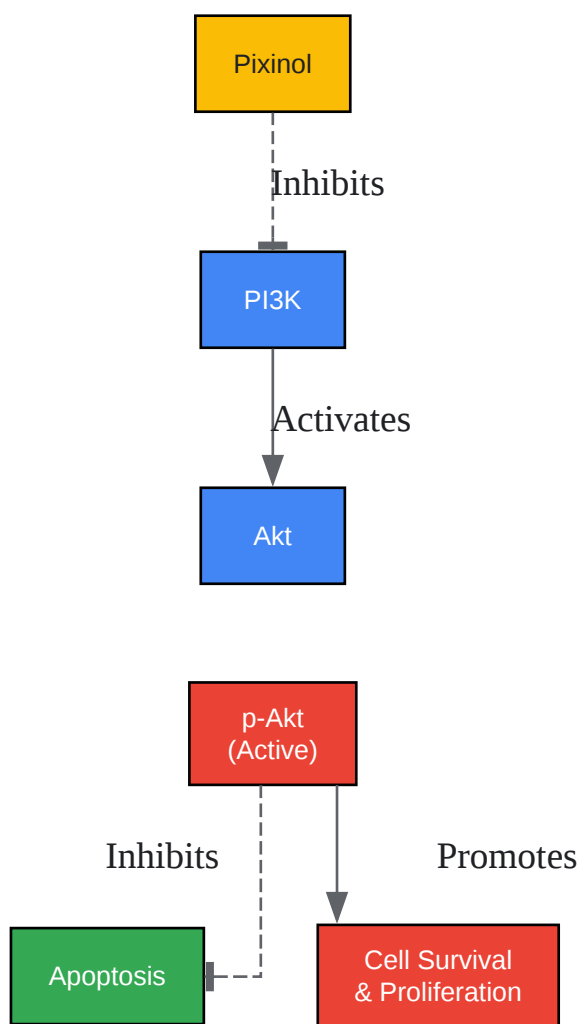 Pixinol
Inhibits
PI3K
Activates
Akt
p-Akt
(Active)
Inhibits
Promotes
Apoptosis
Cell Survival
& Proliferation